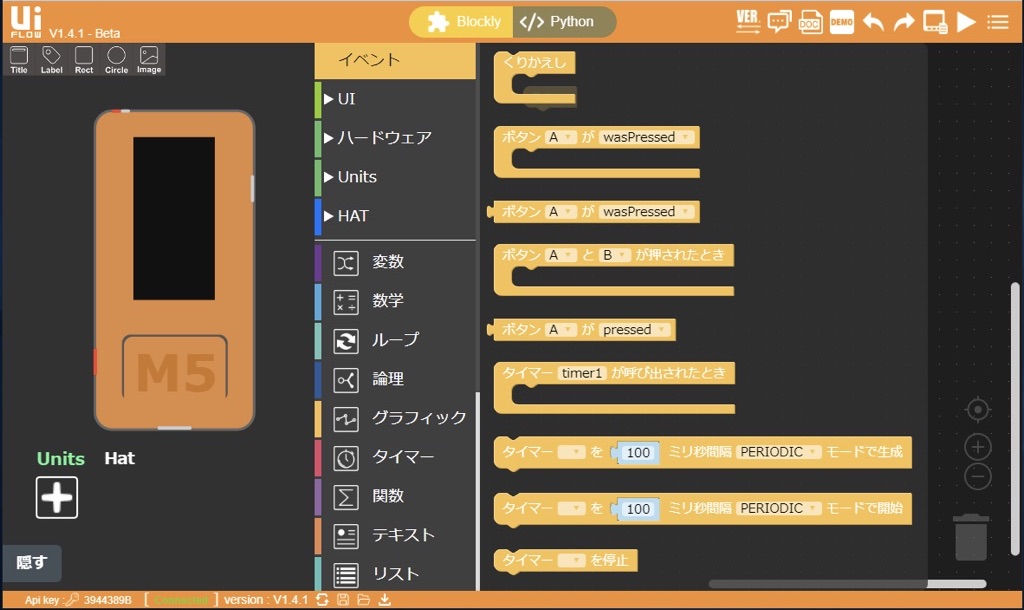 Ui
FLOW V1.4.1 - Beta
Blockly
</> Python
VER.
DOC
DEMO
Title Label Rect Circle Image
M5
Units Hat
隠す
イベント
UI
ハードウェア
Units
HAT
変数
数学
ループ
論理
グラフィック
タイマー
関数
テキスト
リスト
くりかえし
ボタン A が wasPressed
ボタン A が wasPressed
ボタン A と B が押されたとき
ボタン A が pressed
タイマー timer1 が呼び出されたとき
タイマー を 100 ミリ秒間隔 PERIODIC モードで生成
タイマー を 100 ミリ秒間隔 PERIODIC モードで開始
タイマー を停止
Api key : 3944389B [ Connected ] version : V1.4.1